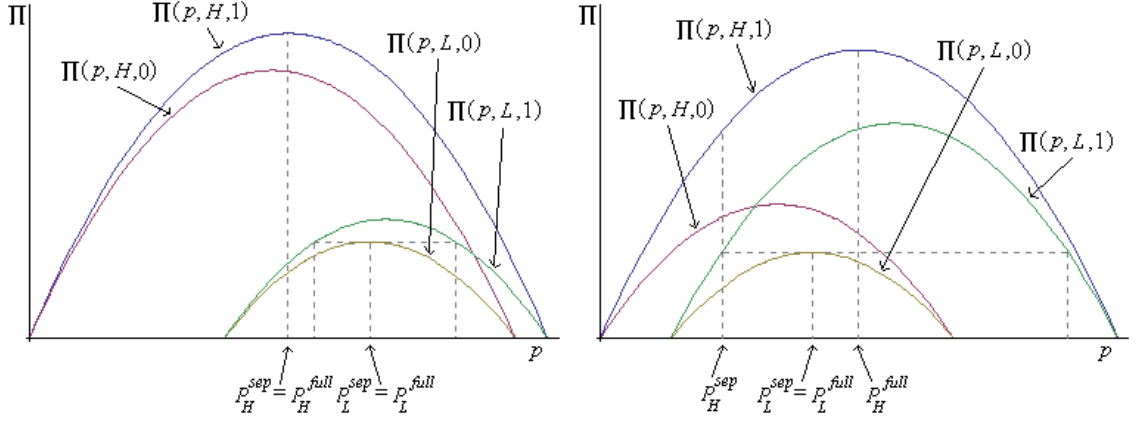 Π
Π(p,H,1)
Π(p,L,0)
Π(p,H,0)
Π(p,L,1)
p
p_H^sep = p_H^full p_L^sep = p_L^full
Π
Π(p,H,1)
Π(p,L,0)
Π(p,H,0)
Π(p,L,1)
p
p_H^sep p_L^sep = p_L^full p_H^full